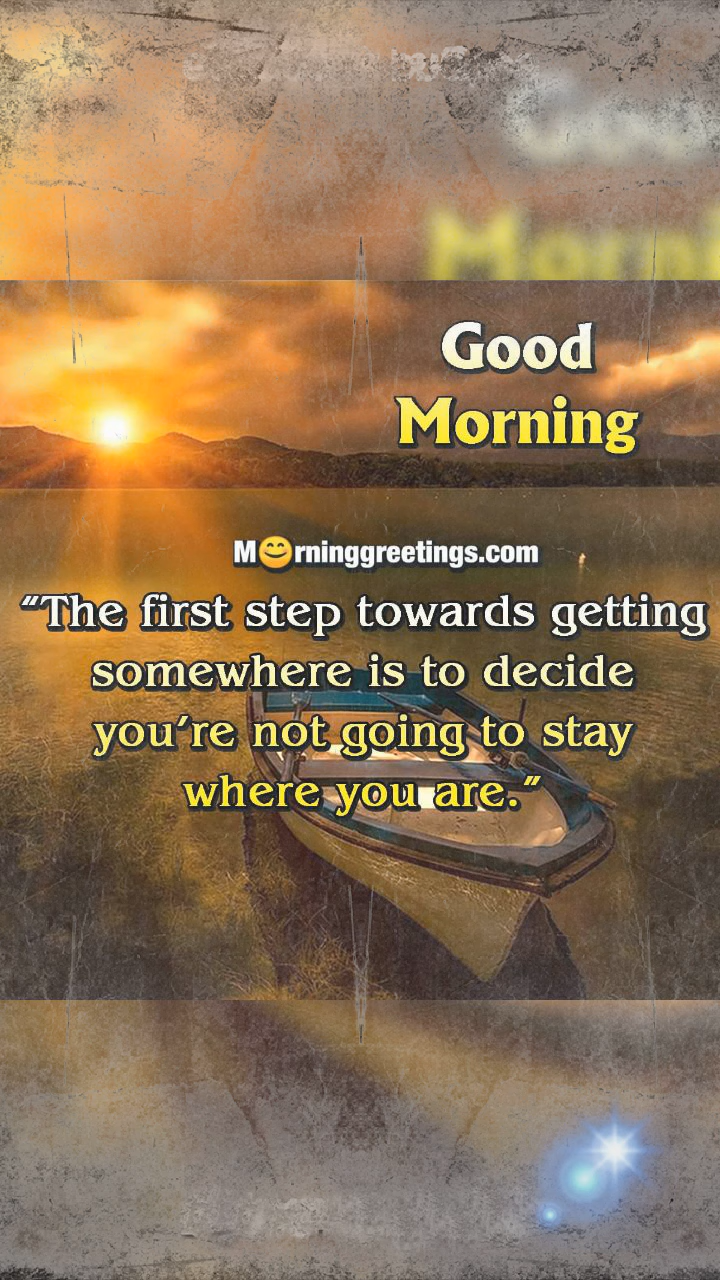 Good
Morning
M😊rninggreetings.com
“The first step towards getting
somewhere is to decide
you’re not going to stay
where you are.”